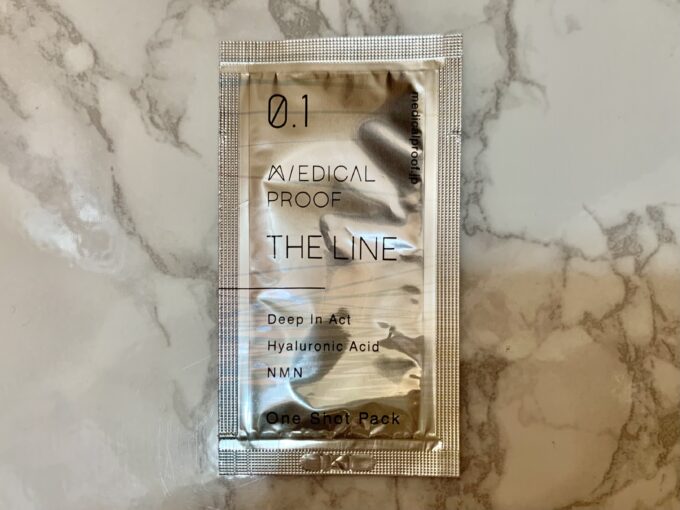 0.1
MEDICAL
PROOF
THE LINE
Deep In Act
Hyaluronic Acid
NMN
One Shot Pack
medicalproof.jp